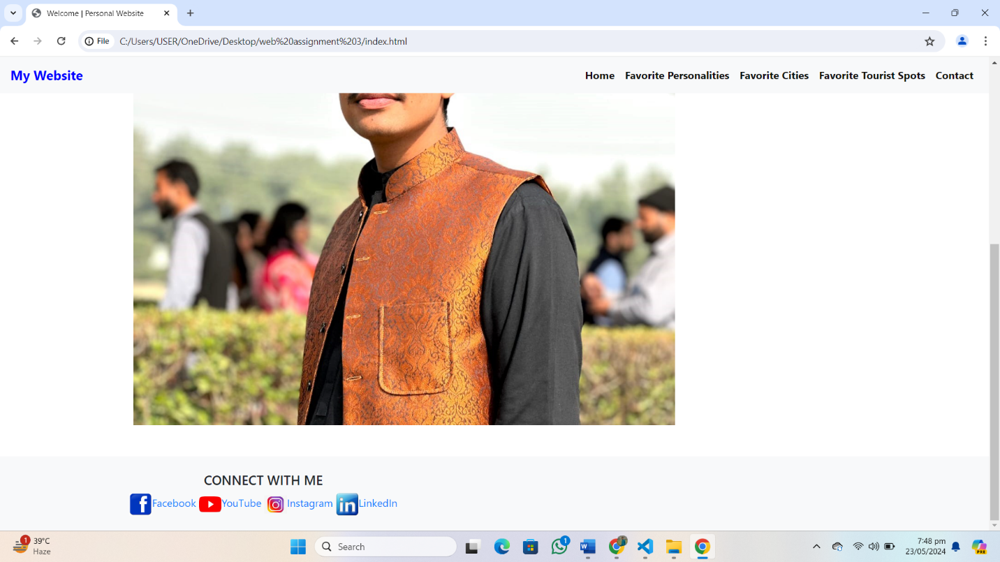 Welcome | Personal Website
File C:/Users/USER/OneDrive/Desktop/web%20assignment%203/index.html
My Website Home Favorite Personalities Favorite Cities Favorite Tourist Spots Contact
CONNECT WITH ME
f Facebook YouTube Instagram in LinkedIn
1 39°C
Haze
Search
1
W
7:48 pm
23/05/2024
PRE